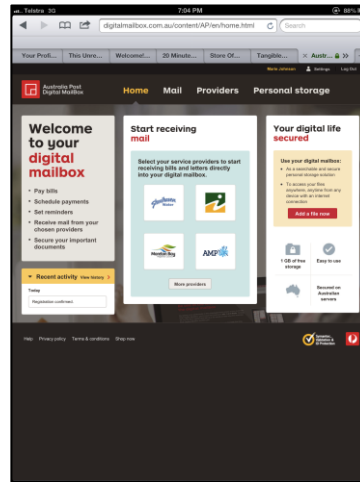 Telstra 3G 7:04 PM 88%
digitalmailbox.com.au/content/AP/en/home.html
Search
Your Profi... This Unre... Welcome!... 20 Minute... Store Of... Tangible... × Austr...
Maria Johnson Settings Log Out
Australia Post
Digital MailBox
Home Mail Providers Personal storage
Welcome
to your
digital
mailbox
• Pay bills
• Schedule payments
• Set reminders
• Receive mail from your
chosen providers
• Secure your important
documents
Recent activity View history >
Today
Registration confirmed
Start receiving
mail
Select your service providers to start
receiving bills and letters directly
into your digital mailbox.
Moreton Bay
AMP
More providers
Your digital life
secured
Use your digital mailbox:
• As a searchable and secure
personal storage solution
• To access your files
anywhere, anytime from any
device with an internet
connection
Add a file now
1 GB of free
storage
Easy to use
Secured on
Australian
servers
Help Privacy policy Terms & conditions Shop now